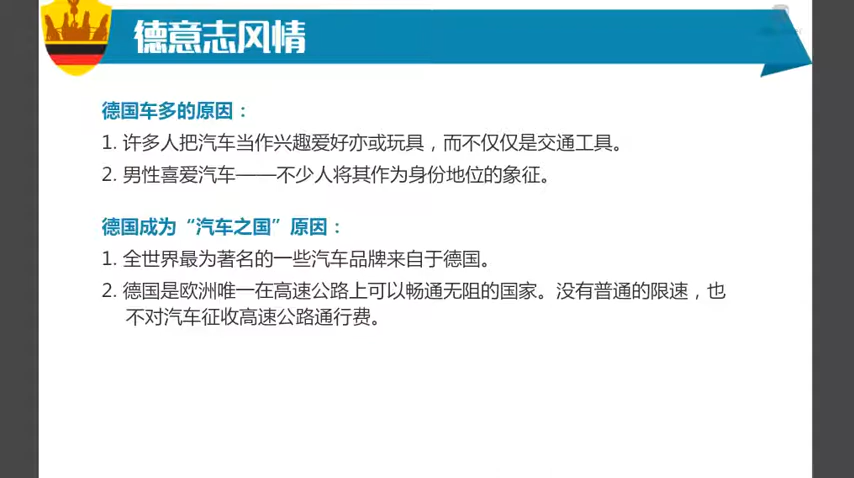 德意志风情
德国车多的原因：
1. 许多人把汽车当作兴趣爱好亦或玩具，而不仅仅是交通工具。
2. 男性喜爱汽车——不少人将其作为身份地位的象征。
德国成为“汽车之国”原因：
1. 全世界最为著名的一些汽车品牌来自于德国。
2. 德国是欧洲唯一在高速公路上可以畅通无阻的国家。没有普通的限速，也
不对汽车征收高速公路通行费。